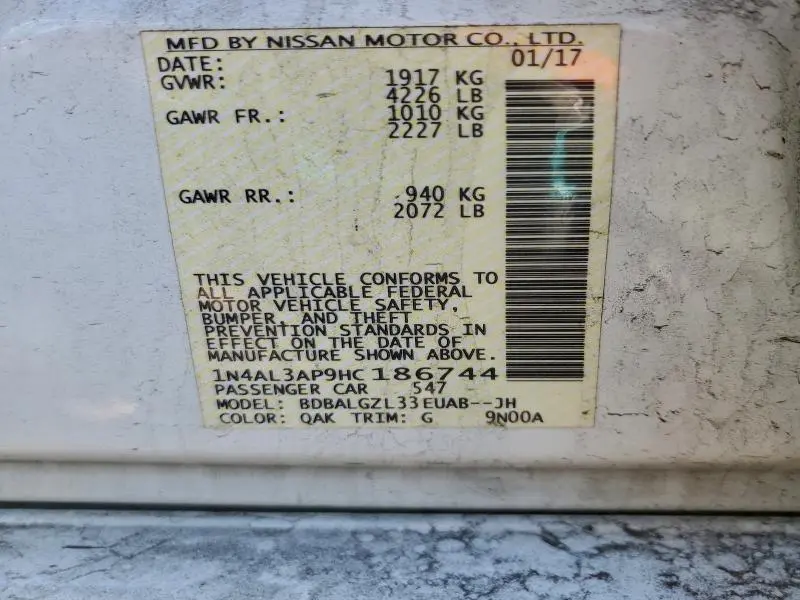 MFD BY NISSAN MOTOR CO., LTD.
DATE: 01/17
GVWR: 1917 KG
4226 LB
GAWR FR.: 1010 KG
2227 LB
GAWR RR.: 940 KG
2072 LB
THIS VEHICLE CONFORMS TO
ALL APPLICABLE FEDERAL
MOTOR VEHICLE SAFETY,
BUMPER, AND THEFT
PREVENTION STANDARDS IN
EFFECT ON THE DATE OF
MANUFACTURE SHOWN ABOVE.
1N4AL3AP9HC186744
PASSENGER CAR 547
MODEL: BDBALGZL33EUAB--JH
COLOR: QAK TRIM: G 9N00A